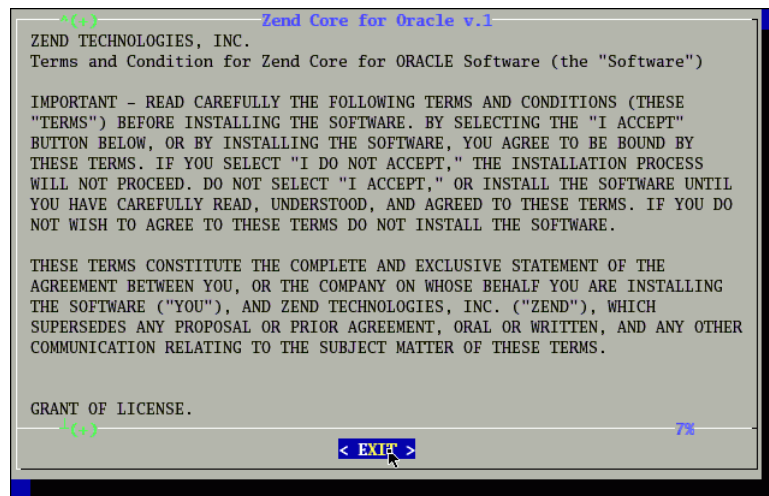 ^(-)
Zend Core for Oracle v.1
ZEND TECHNOLOGIES, INC.
Terms and Condition for Zend Core for ORACLE Software (the "Software")
IMPORTANT – READ CAREFULLY THE FOLLOWING TERMS AND CONDITIONS (THESE
"TERMS") BEFORE INSTALLING THE SOFTWARE. BY SELECTING THE "I ACCEPT"
BUTTON BELOW, OR BY INSTALLING THE SOFTWARE, YOU AGREE TO BE BOUND BY
THESE TERMS. IF YOU SELECT "I DO NOT ACCEPT," THE INSTALLATION PROCESS
WILL NOT PROCEED. DO NOT SELECT "I ACCEPT," OR INSTALL THE SOFTWARE UNTIL
YOU HAVE CAREFULLY READ, UNDERSTOOD, AND AGREED TO THESE TERMS. IF YOU DO
NOT WISH TO AGREE TO THESE TERMS DO NOT INSTALL THE SOFTWARE.
THESE TERMS CONSTITUTE THE COMPLETE AND EXCLUSIVE STATEMENT OF THE
AGREEMENT BETWEEN YOU, OR THE COMPANY ON WHOSE BEHALF YOU ARE INSTALLING
THE SOFTWARE ("YOU"), AND ZEND TECHNOLOGIES, INC. ("ZEND"), WHICH
SUPERSEDES ANY PROPOSAL OR PRIOR AGREEMENT, ORAL OR WRITTEN, AND ANY OTHER
COMMUNICATION RELATING TO THE SUBJECT MATTER OF THESE TERMS.
GRANT OF LICENSE.
7%
< EXIT >